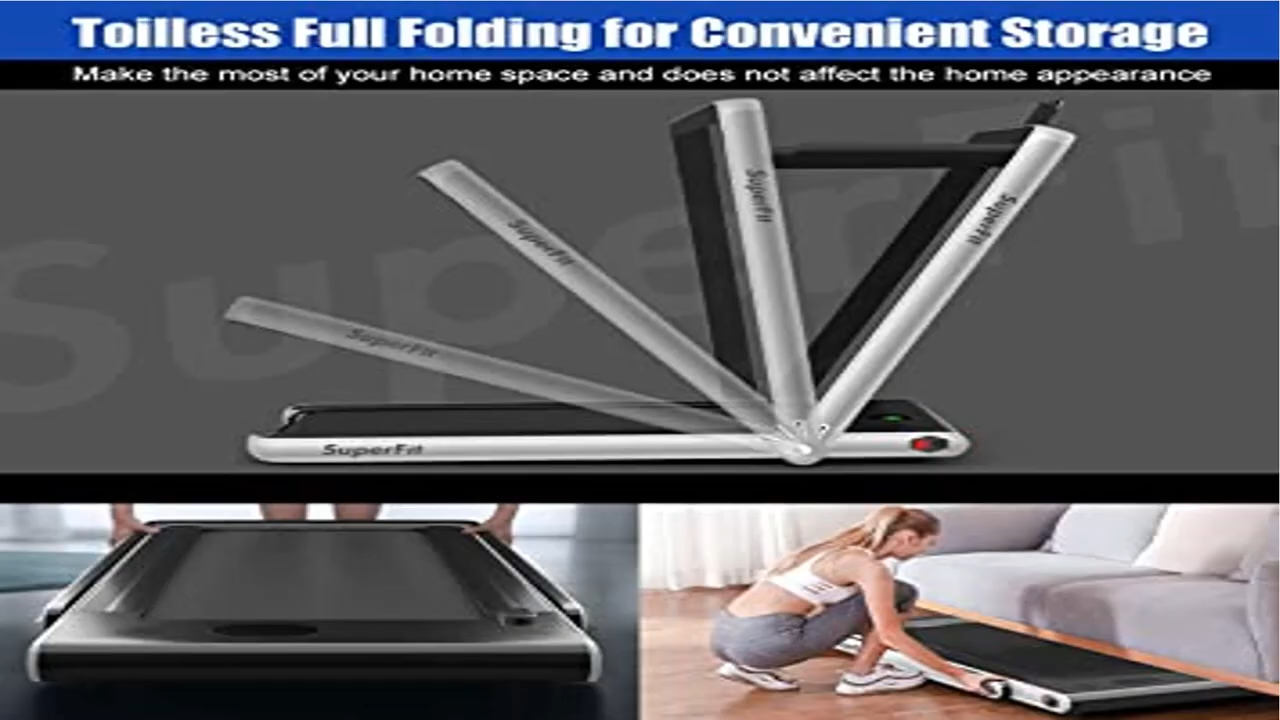 Toilless Full Folding for Convenient Storage
Make the most of your home space and does not affect the home appearance
SuperFit
SuperFit
SuperFit
SuperFit
SuperFit
SuperFit